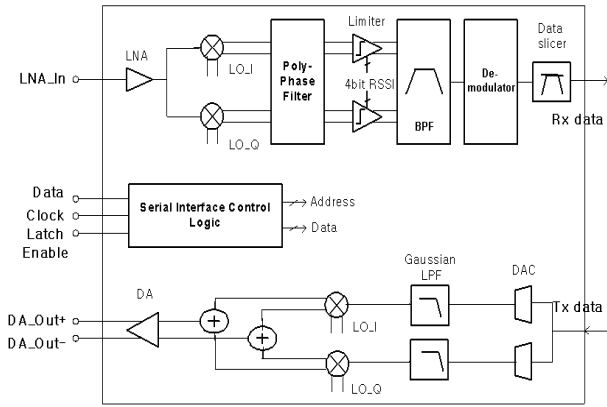 Limiter
Data
slicer
LNA
LNA_In
LO_I
Poly-
Phase
Filter
4bit RSSI
De-
modulator
BPF
LO_Q
Rx data
Data
Clock
Latch
Enable
Serial Interface Control
Logic
Address
Data
Gaussian
LPF
DAC
DA
DA_Out+
DA_Out-
LO_I
Tx data
LO_Q